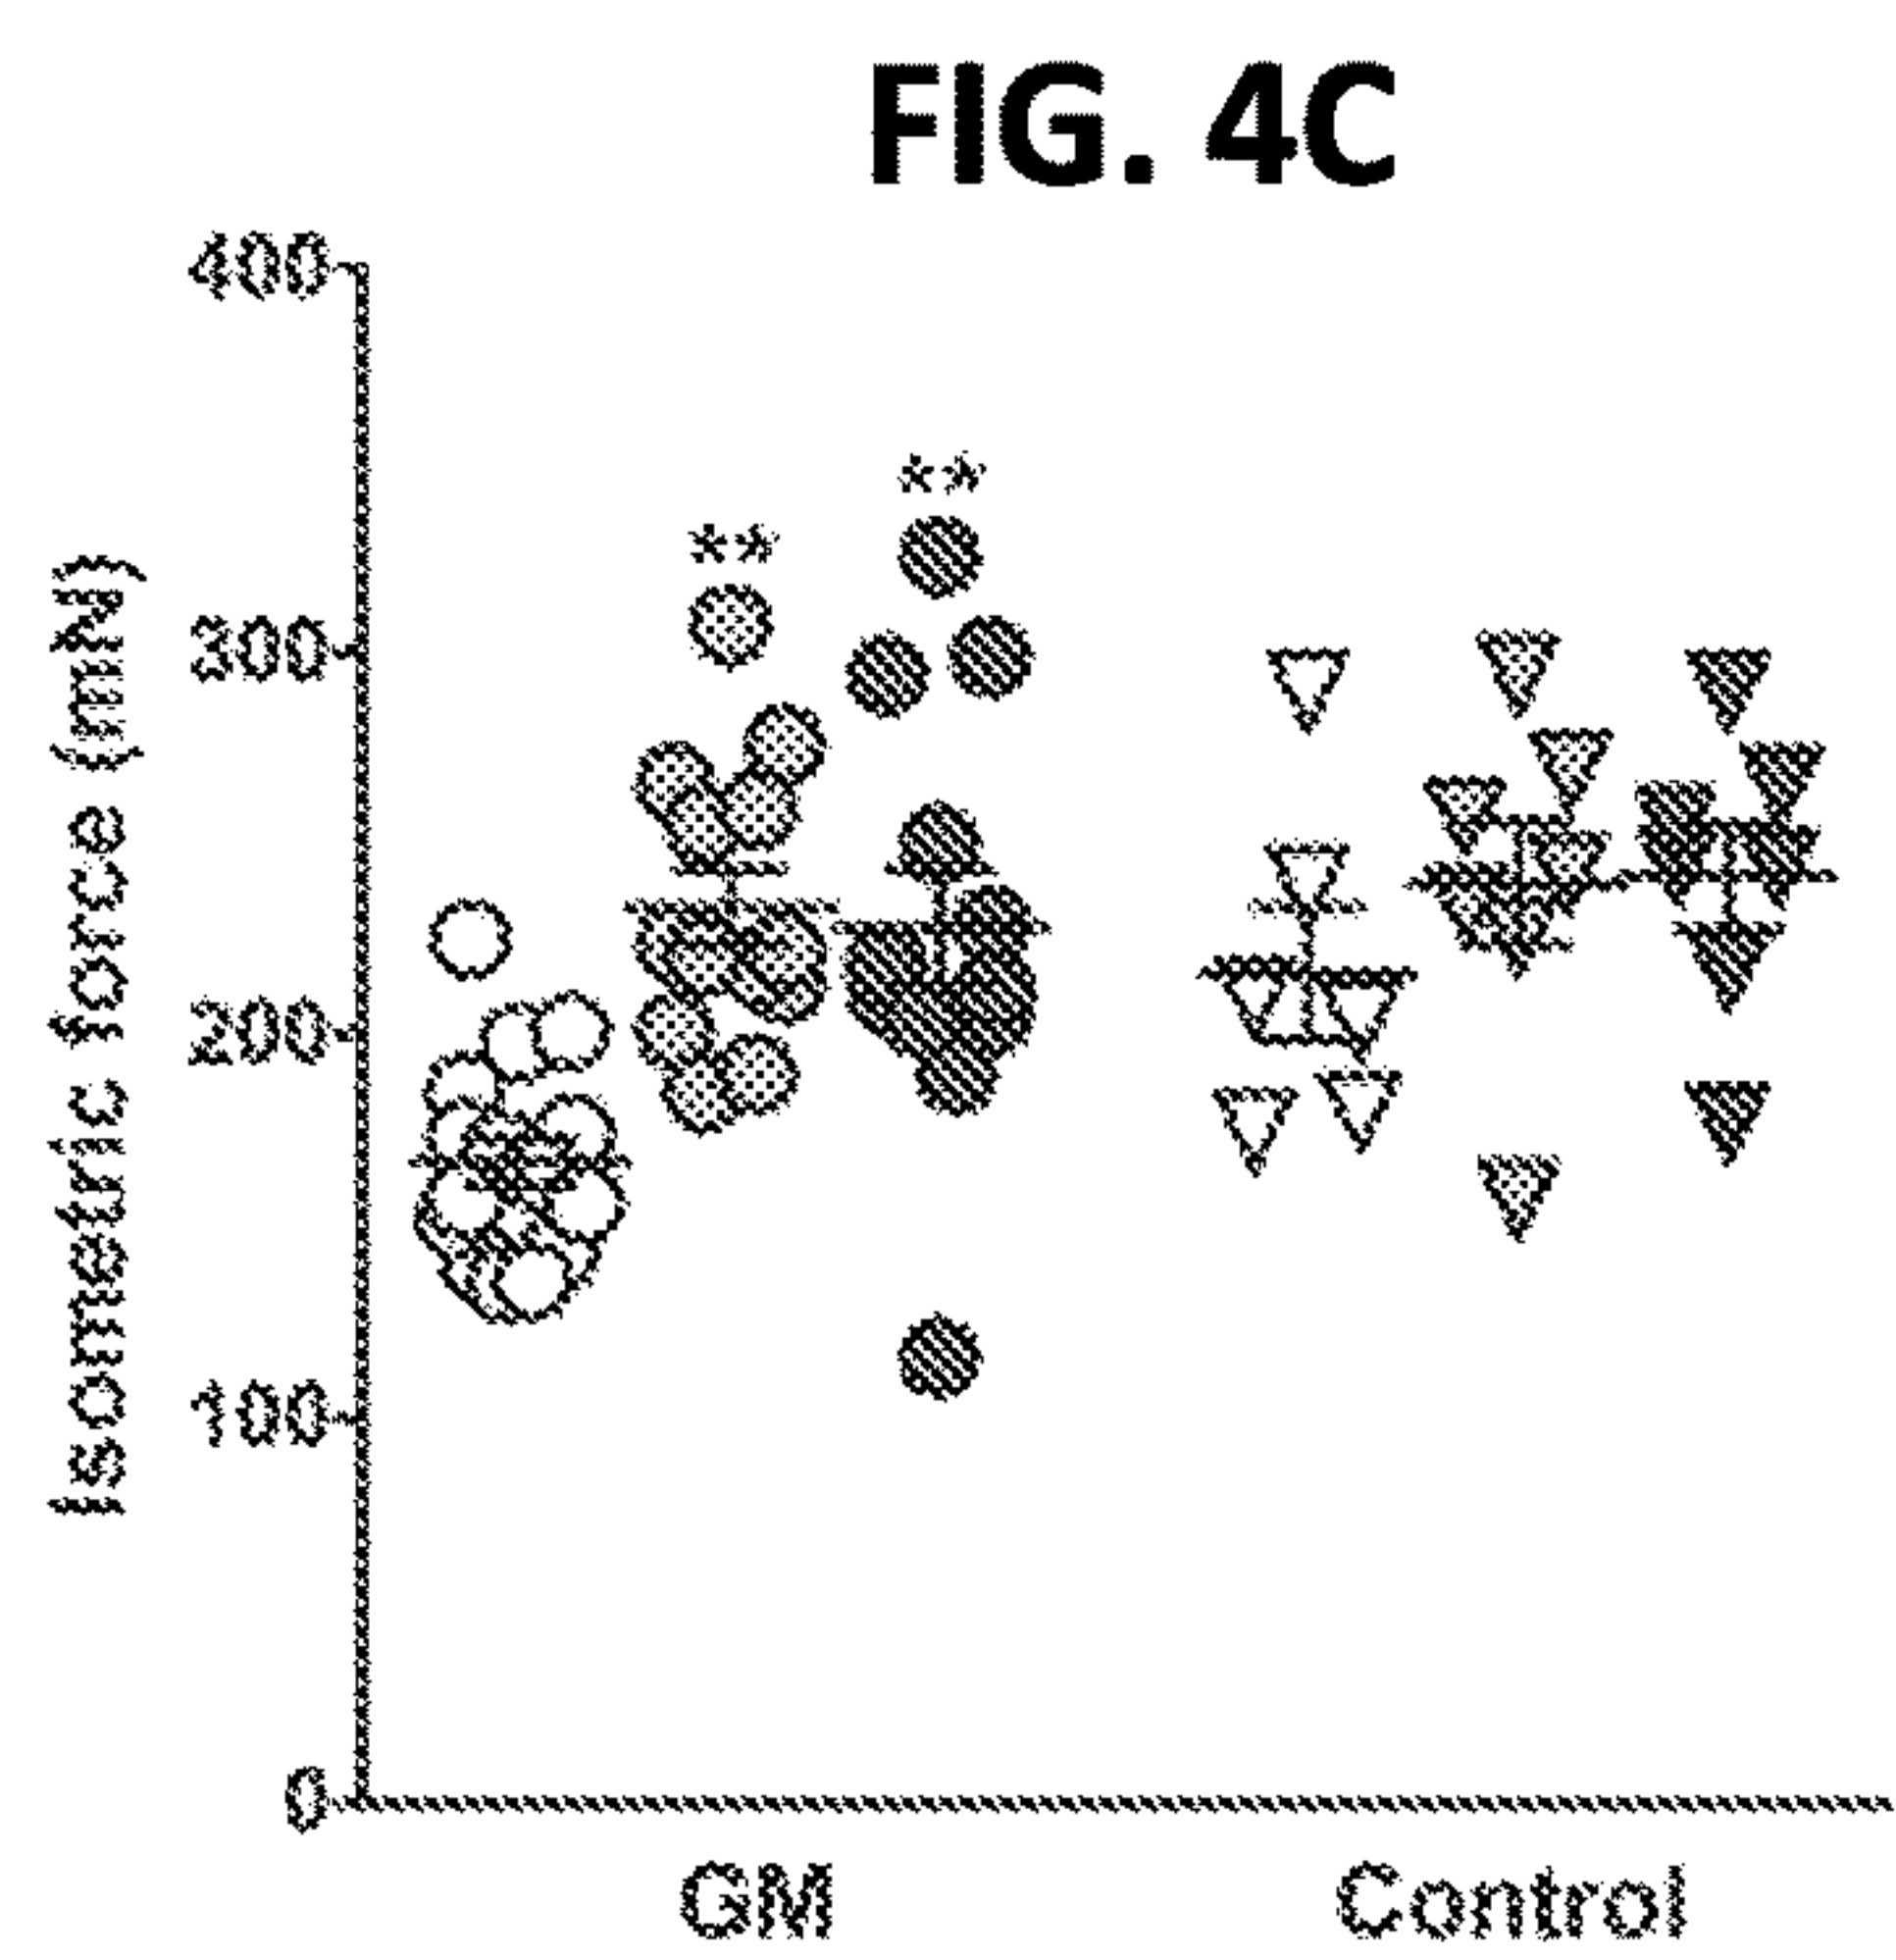 FIG. 4C
400
300
200
100
0
Isometric force (mN)
**
**
GM
Control